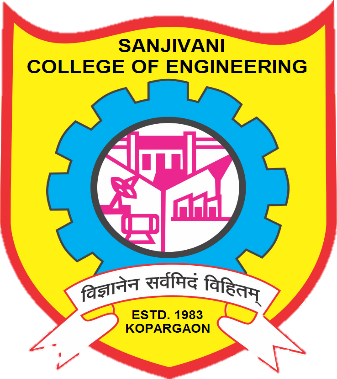 SANJIVANI
COLLEGE OF ENGINEERING
विज्ञानेन सर्वमिदं विहितम्
ESTD. 1983
KOPARGAON